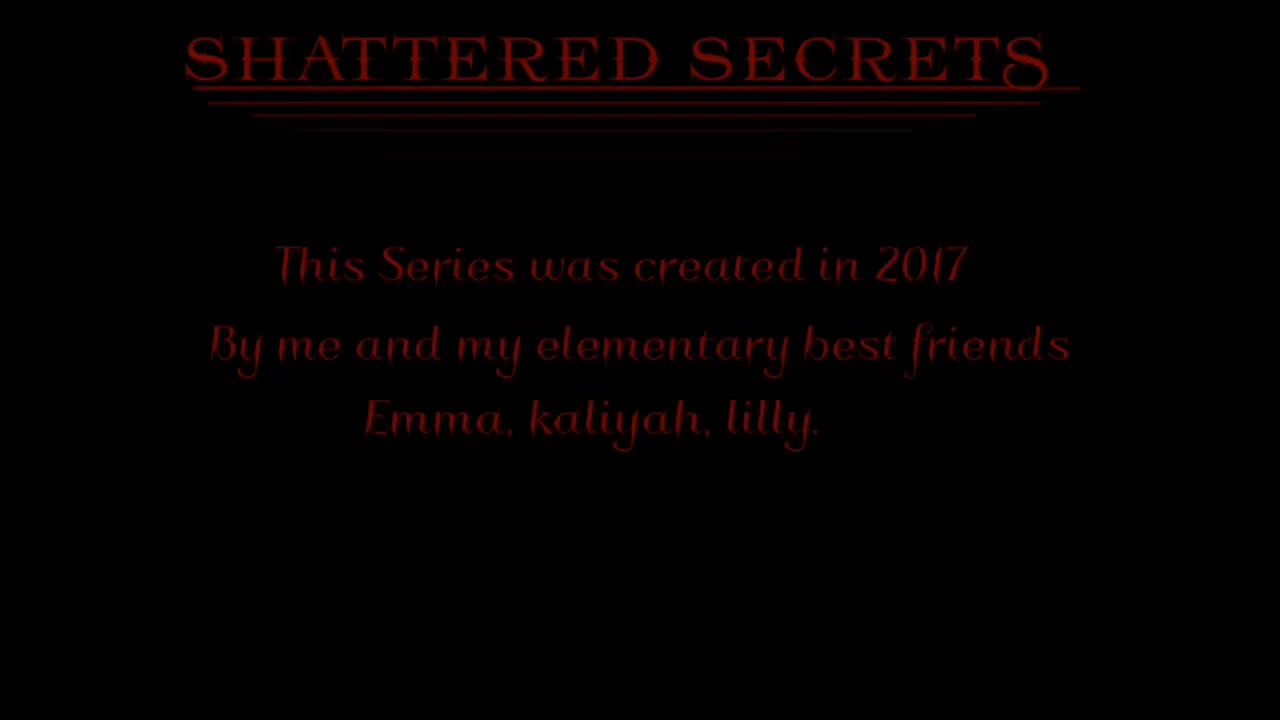 SHATTERED SECRETS
This Series was created in 2017
By me and my elementary best friends
Emma, kaliyah, lilly.